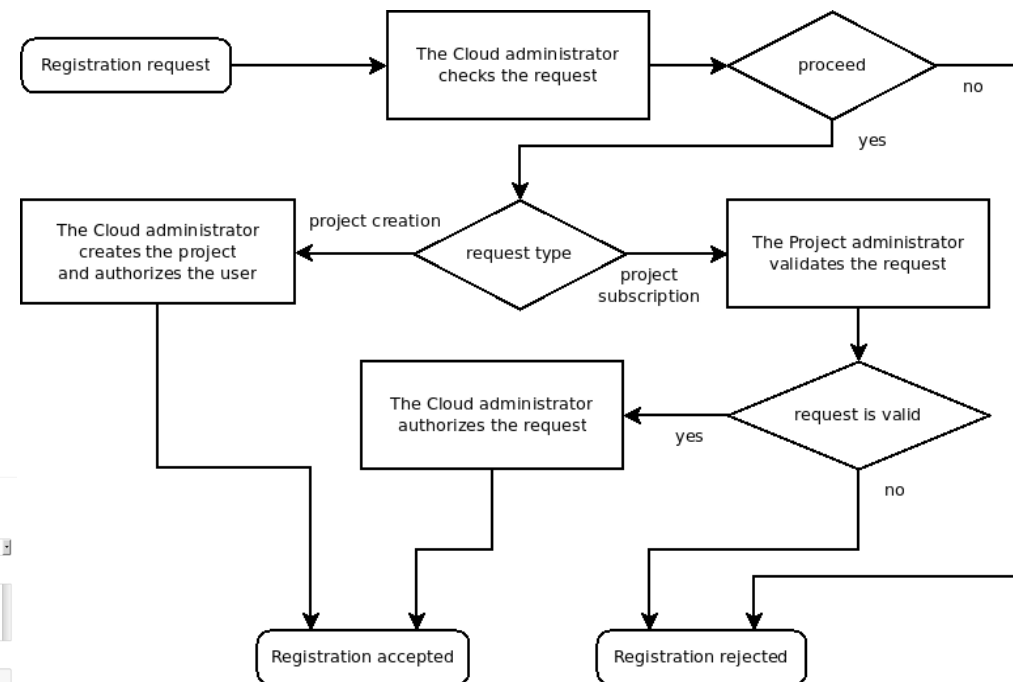 Registration request
The Cloud administrator
checks the request
proceed
no
yes
The Cloud administrator
creates the project
and authorizes the user
project creation
request type
project
subscription
The Project administrator
validates the request
The Cloud administrator
authorizes the request
yes
request is valid
no
Registration accepted
Registration rejected